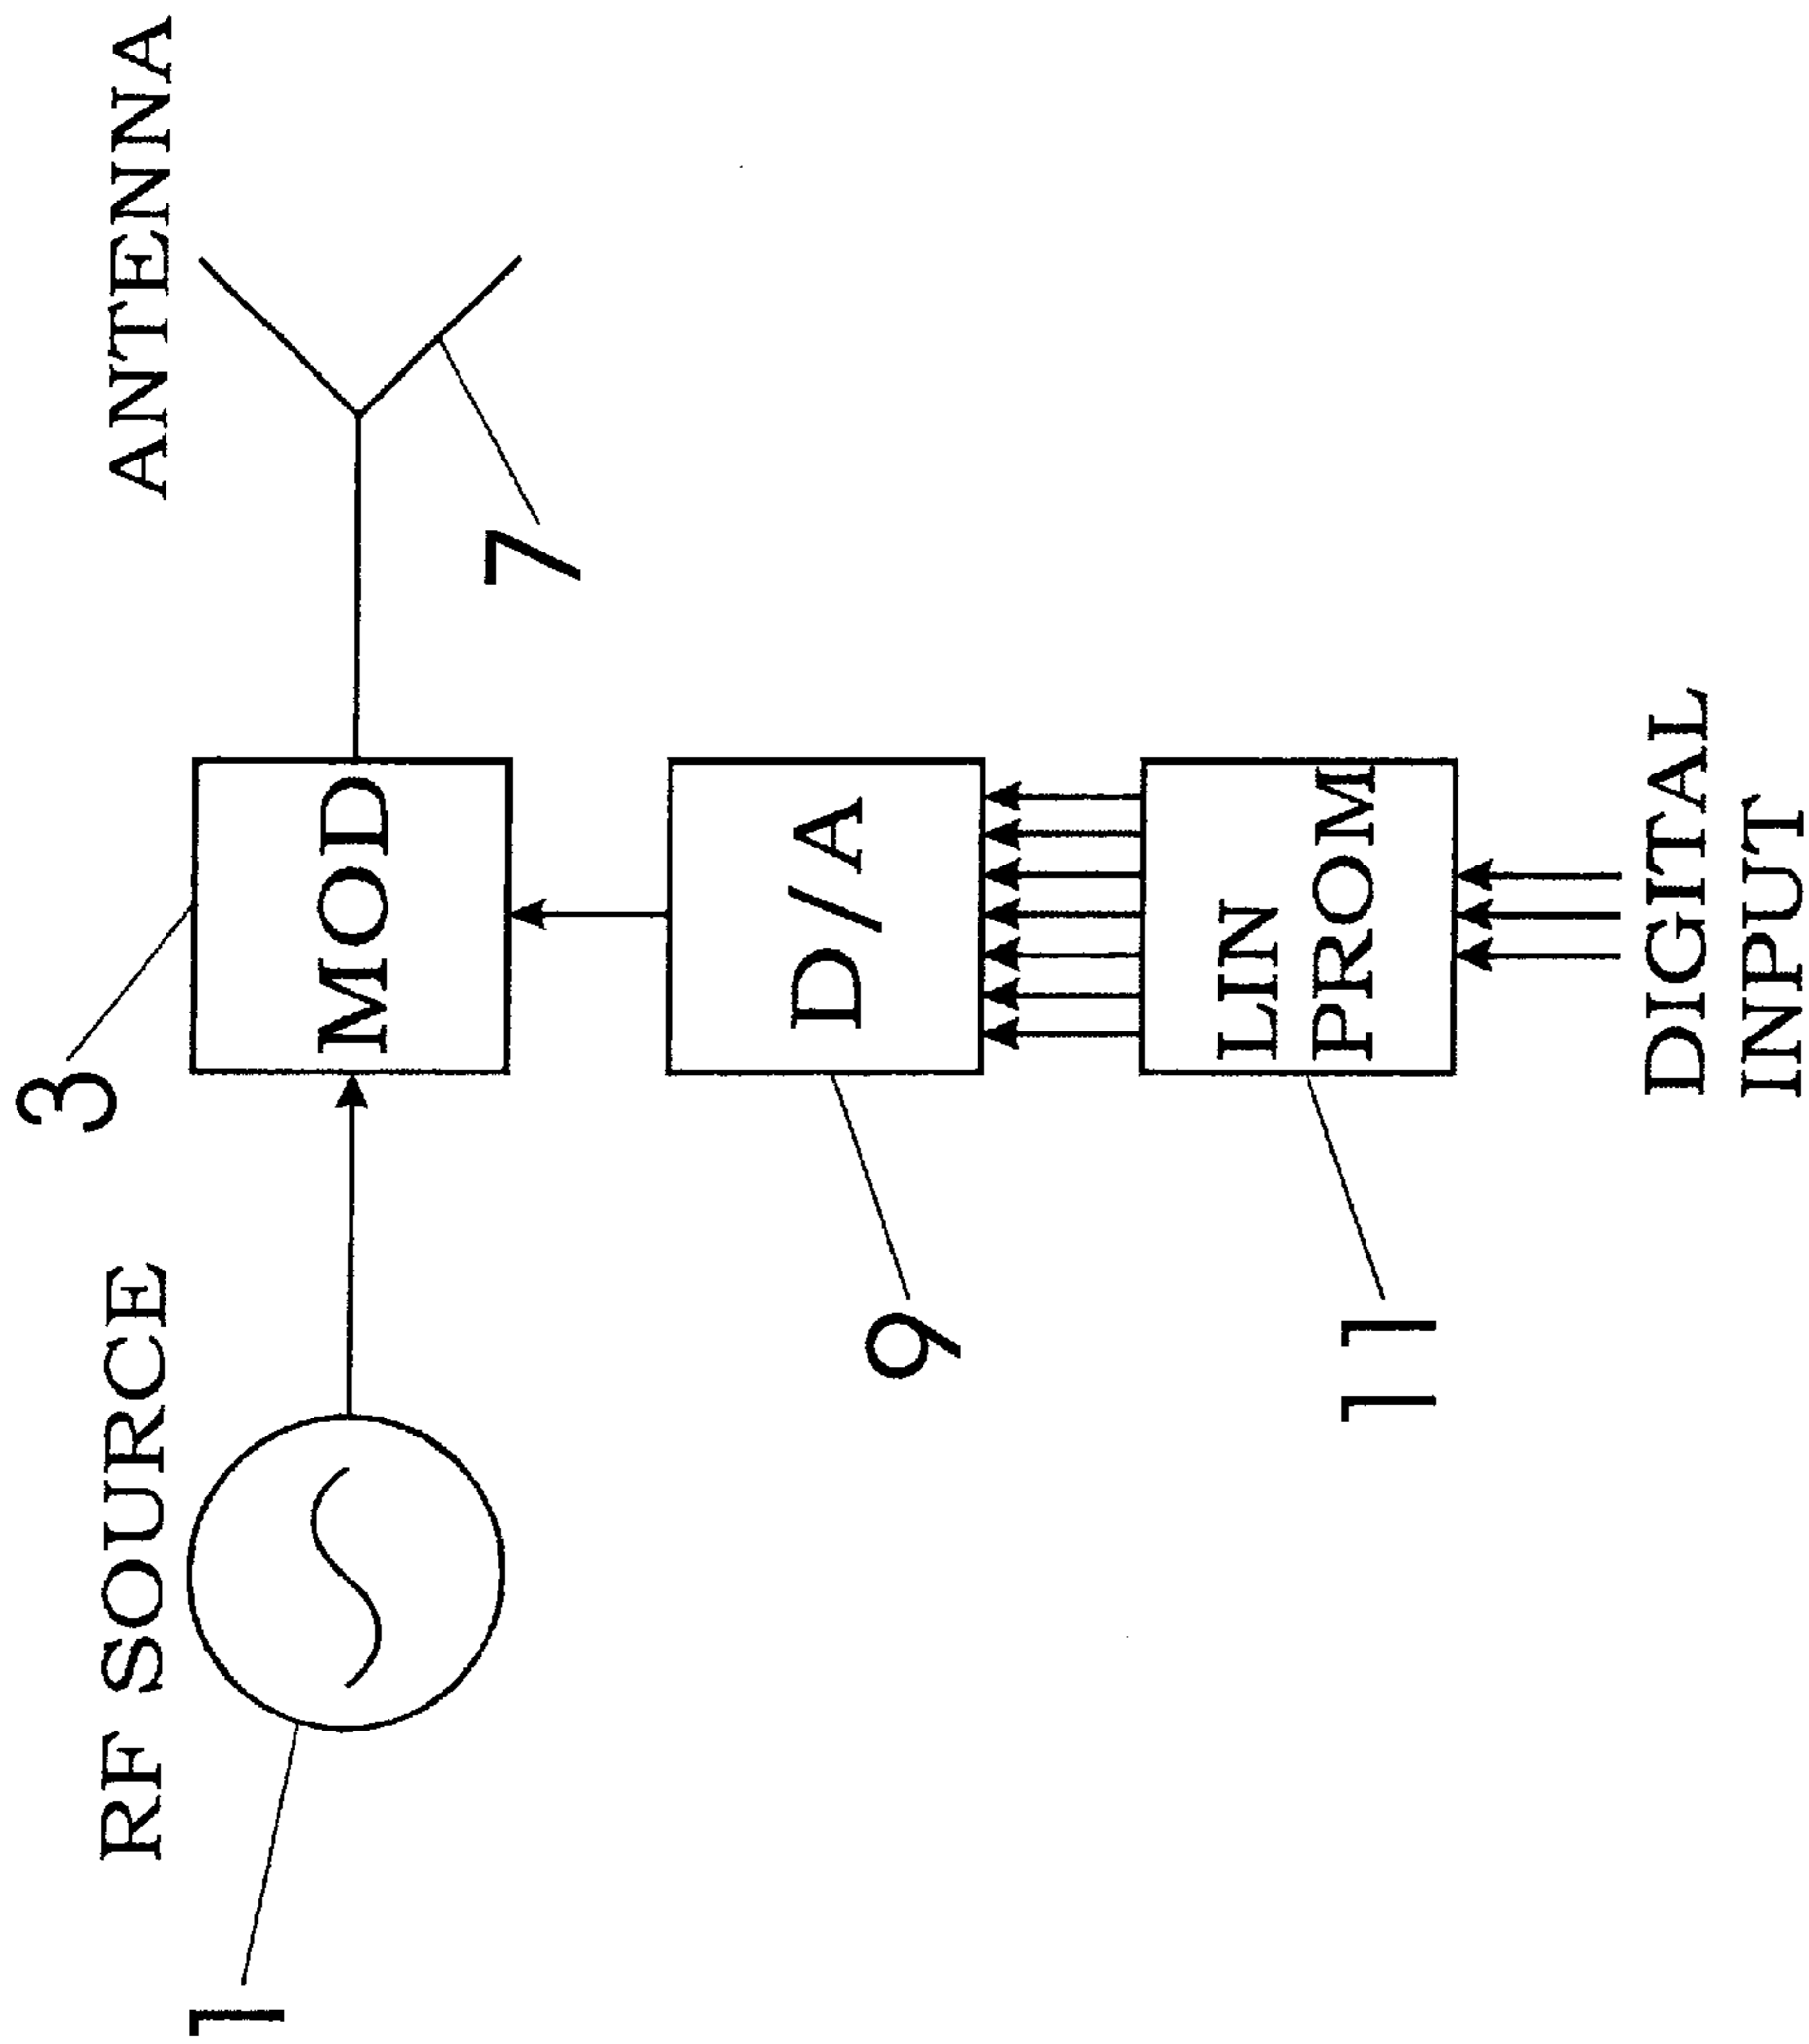 3
RF SOURCE
ANTENNA
1
MOD
7
D/A
9
LIN
PROM
11
DIGITAL
INPUT